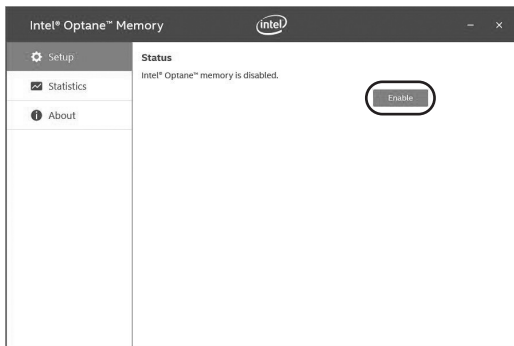 Intel® Optane™ Memory
intel
Setup
Statistics
About
Status
Intel® Optane™ memory is disabled.
Enable